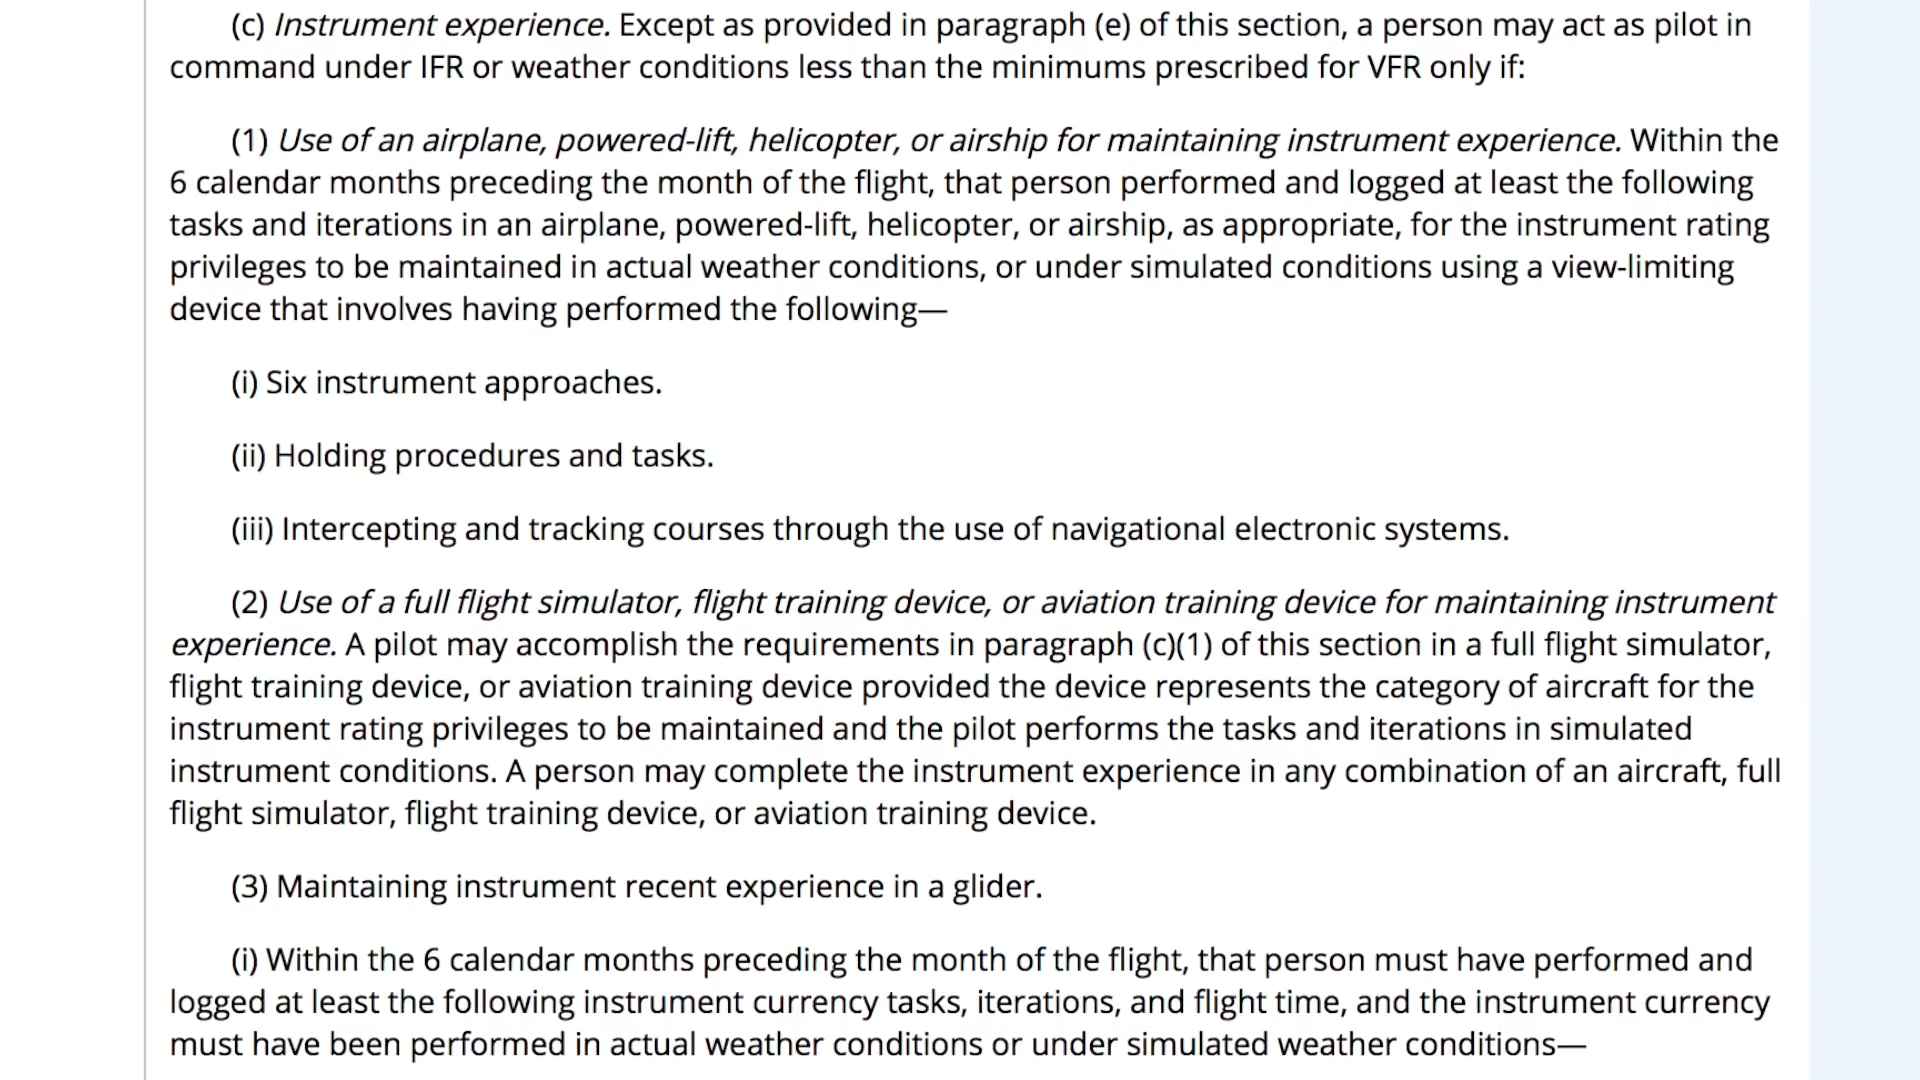 (c) Instrument experience. Except as provided in paragraph (e) of this section, a person may act as pilot in
command under IFR or weather conditions less than the minimums prescribed for VFR only if:
(1) Use of an airplane, powered-lift, helicopter, or airship for maintaining instrument experience. Within the
6 calendar months preceding the month of the flight, that person performed and logged at least the following
tasks and iterations in an airplane, powered-lift, helicopter, or airship, as appropriate, for the instrument rating
privileges to be maintained in actual weather conditions, or under simulated conditions using a view-limiting
device that involves having performed the following—
(i) Six instrument approaches.
(ii) Holding procedures and tasks.
(iii) Intercepting and tracking courses through the use of navigational electronic systems.
(2) Use of a full flight simulator, flight training device, or aviation training device for maintaining instrument
experience. A pilot may accomplish the requirements in paragraph (c)(1) of this section in a full flight simulator,
flight training device, or aviation training device provided the device represents the category of aircraft for the
instrument rating privileges to be maintained and the pilot performs the tasks and iterations in simulated
instrument conditions. A person may complete the instrument experience in any combination of an aircraft, full
flight simulator, flight training device, or aviation training device.
(3) Maintaining instrument recent experience in a glider.
(i) Within the 6 calendar months preceding the month of the flight, that person must have performed and
logged at least the following instrument currency tasks, iterations, and flight time, and the instrument currency
must have been performed in actual weather conditions or under simulated weather conditions—